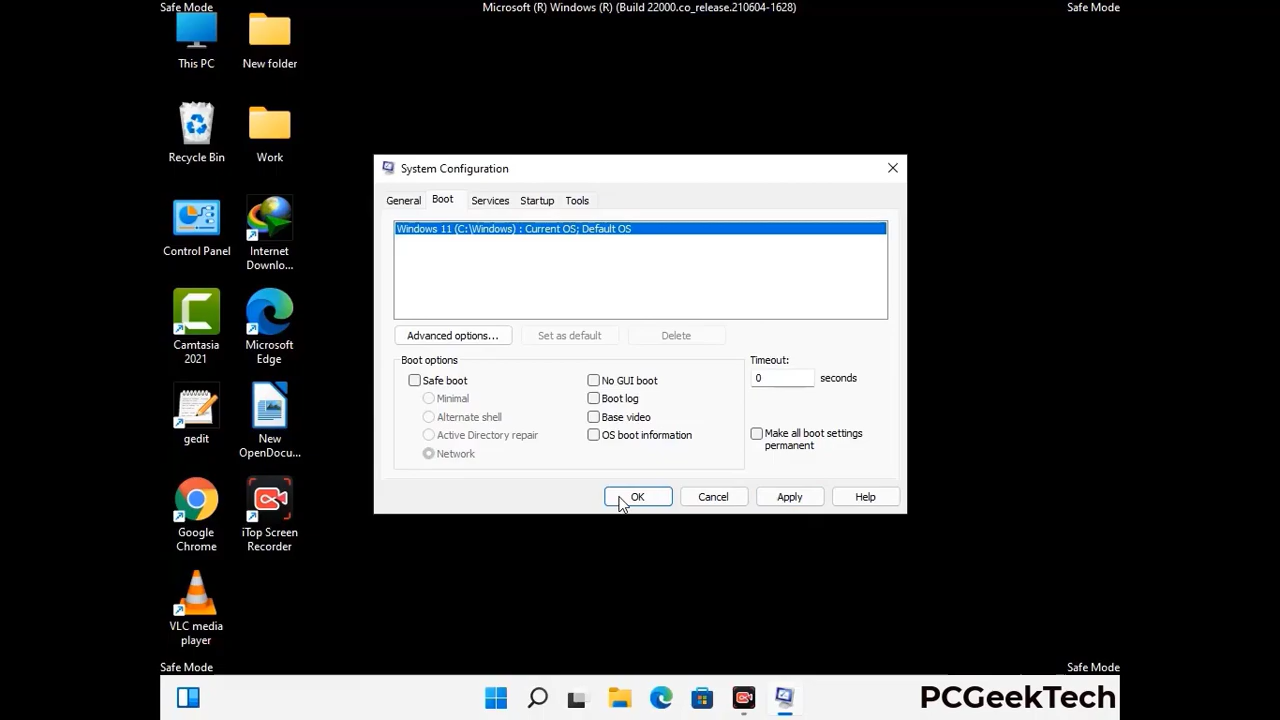 Safe Mode
Microsoft (R) Windows (R) (Build 22000.co_release.210604-1628)
Safe Mode
This PC
New folder
Recycle Bin
Work
Control Panel
Internet
Downlo...
Camtasia
2021
Microsoft
Edge
gedit
New
OpenDocu...
Google
Chrome
iTop Screen
Recorder
VLC media
player
System Configuration
General
Boot
Services
Startup
Tools
Windows 11 (C:\Windows) : Current OS; Default OS
Advanced options...
Set as default
Delete
Boot options
Safe boot
Minimal
Alternate shell
Active Directory repair
Network
No GUI boot
Boot log
Base video
OS boot information
Timeout:
0 seconds
Make all boot settings
permanent
OK
Cancel
Apply
Help
Safe Mode
Safe Mode
PCGeekTech